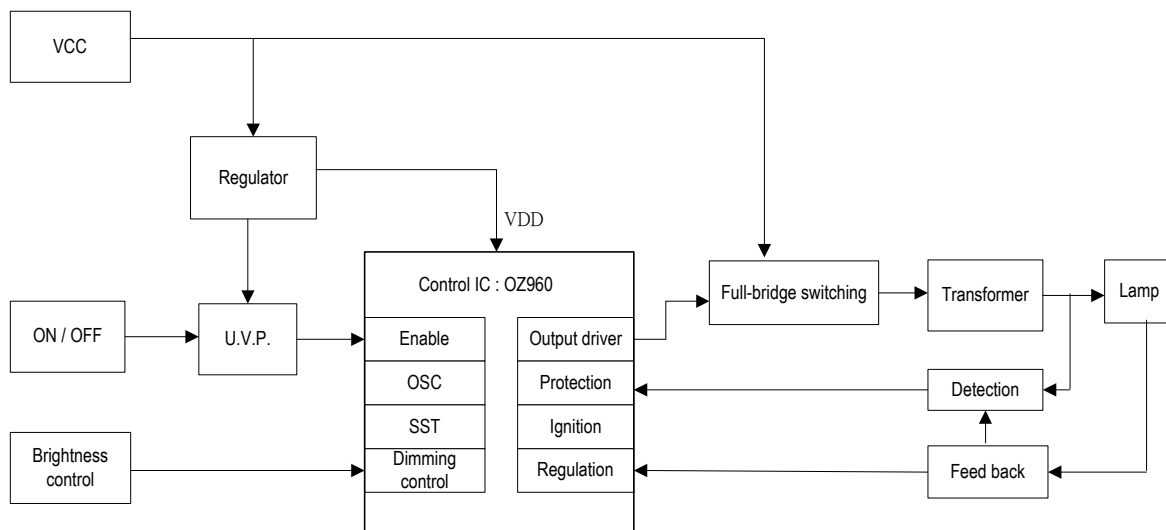 VCC
Regulator
VDD
Control IC : OZ960
Full-bridge switching
Transformer
Lamp
ON / OFF
U.V.P.
Enable
Output driver
OSC
Protection
Detection
SST
Ignition
Brightness
control
Dimming
control
Regulation
Feed back